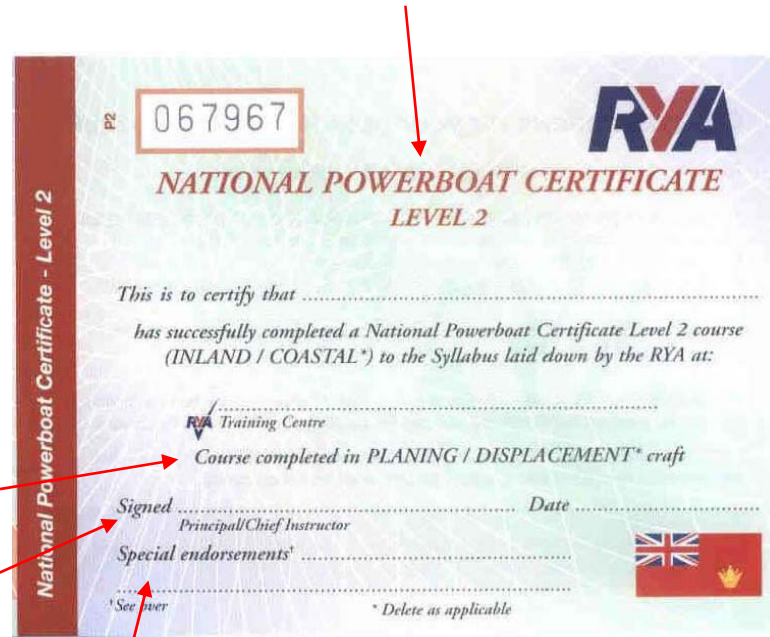 P2 067967 RYA
NATIONAL POWERBOAT CERTIFICATE
LEVEL 2
This is to certify that ................................................
has successfully completed a National Powerboat Certificate Level 2 course
(INLAND / COASTAL*) to the Syllabus laid down by the RYA at:
................................................
RYA Training Centre
Course completed in PLANING / DISPLACEMENT* craft
Signed ................................ Date ................................
Principal/Chief Instructor
Special endorsements† ................................
................................................
†See over * Delete as applicable
National Powerboat Certificate - Level 2